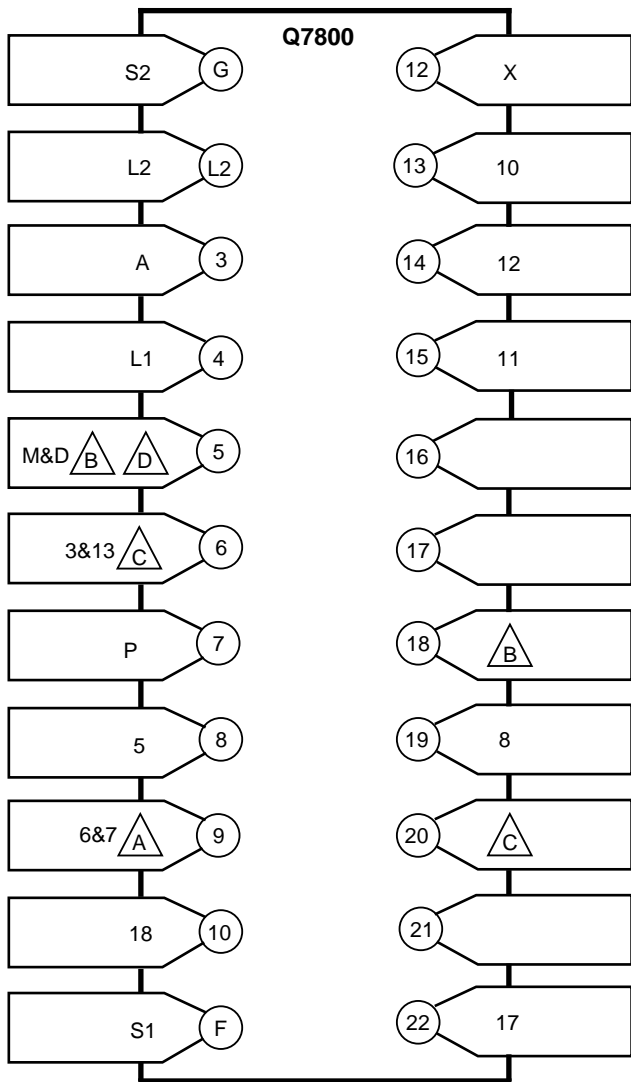 Q7800
S2 G 12 X
L2 L2 13 10
A 3 14 12
L1 4 15 11
M&D B D 5 16
3&13 C 6 17
P 7 18 B
5 8 19 8
6&7 A 9 20 C
18 10 21
S1 F 22 17